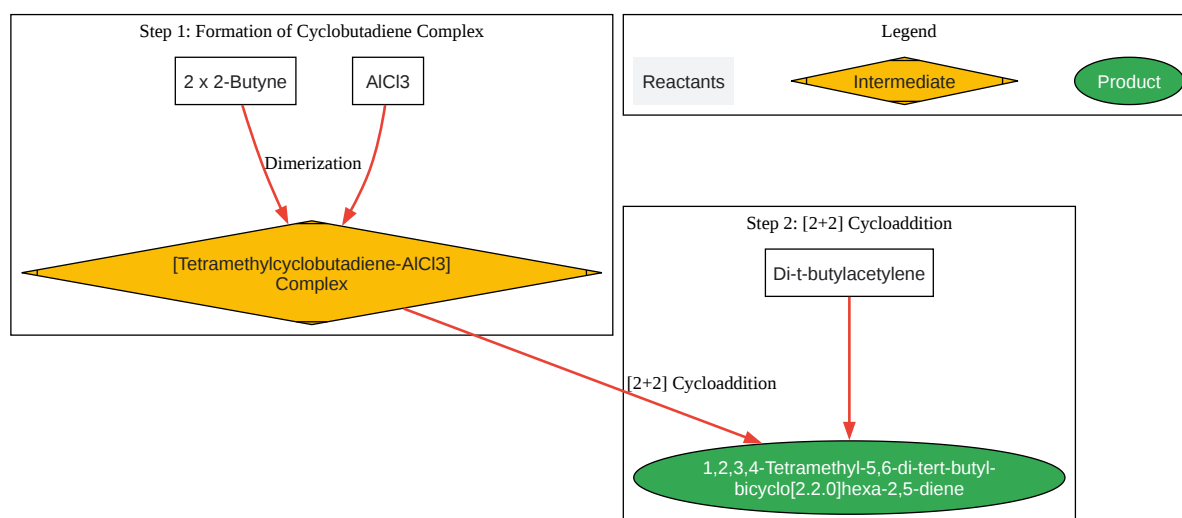 Step 1: Formation of Cyclobutadiene Complex
2 x 2-Butyne
AlCl3
Dimerization
[Tetramethylcyclobutadiene-AlCl3]
Complex
Legend
Reactants
Intermediate
Product
Step 2: [2+2] Cycloaddition
Di-t-butylacetylene
[2+2] Cycloaddition
1,2,3,4-Tetramethyl-5,6-di-tert-butyl-
bicyclo[2.2.0]hexa-2,5-diene